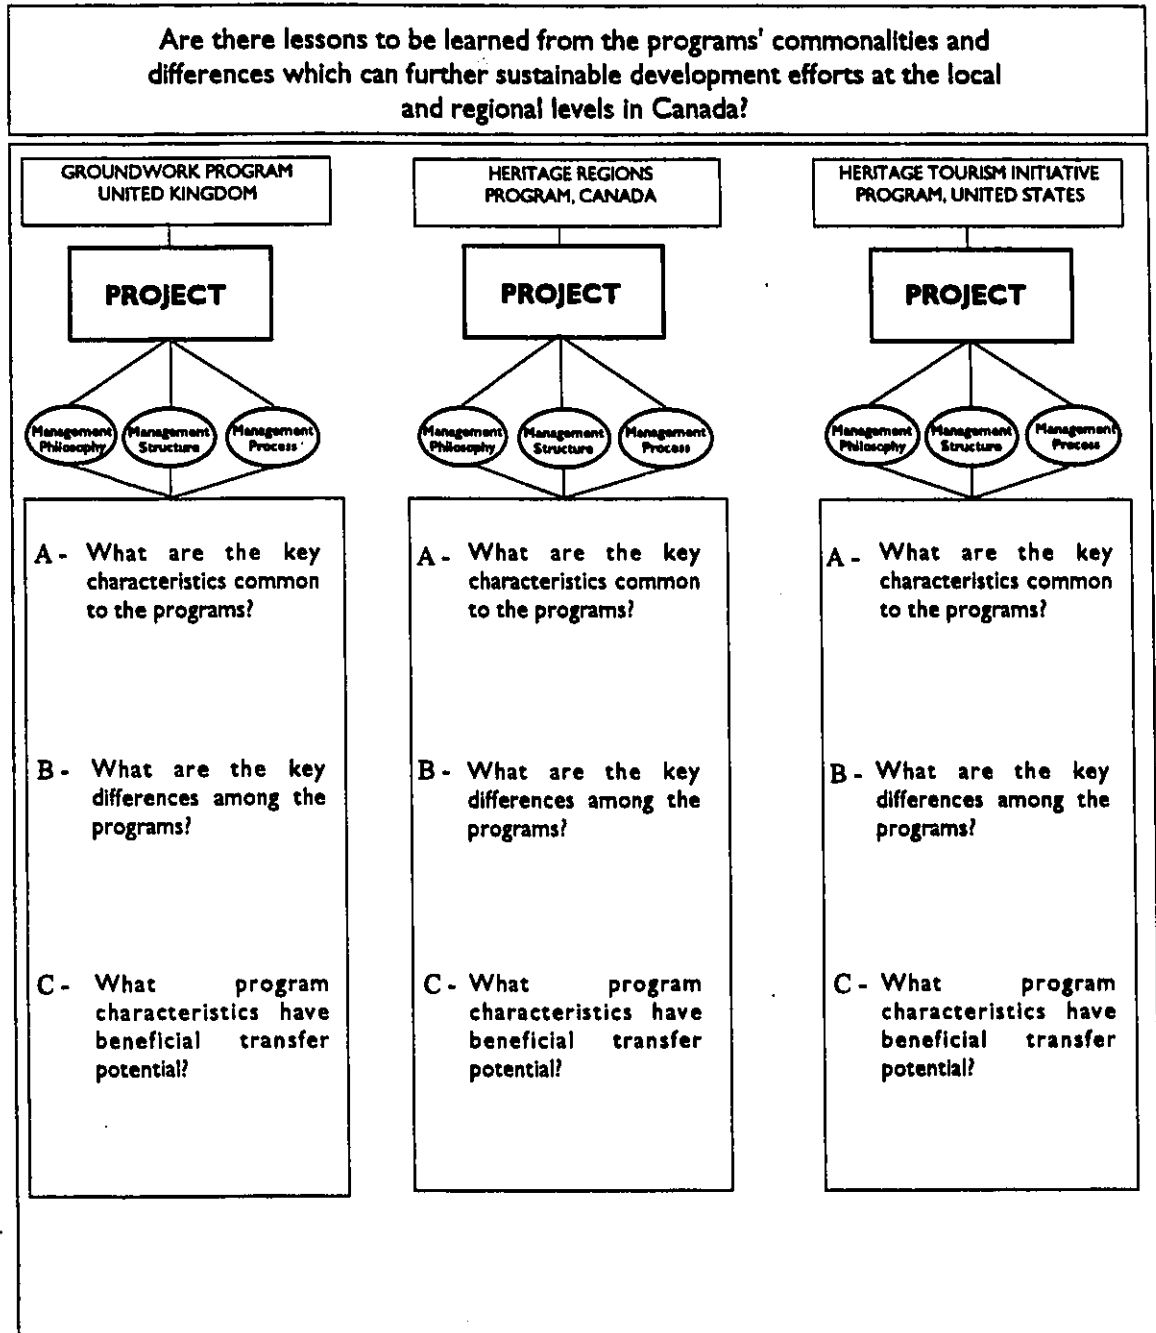 Are there lessons to be learned from the programs' commonalities and
differences which can further sustainable development efforts at the local
and regional levels in Canada?
GROUNDWORK PROGRAM
UNITED KINGDOM
PROJECT
Management
Philosophy
Management
Structure
Management
Process
A - What are the key
characteristics common
to the programs?
B - What are the key
differences among the
programs?
C - What program
characteristics have
beneficial transfer
potential?
HERITAGE REGIONS
PROGRAM, CANADA
PROJECT
Management
Philosophy
Management
Structure
Management
Process
A - What are the key
characteristics common
to the programs?
B - What are the key
differences among the
programs?
C - What program
characteristics have
beneficial transfer
potential?
HERITAGE TOURISM INITIATIVE
PROGRAM, UNITED STATES
PROJECT
Management
Philosophy
Management
Structure
Management
Process
A - What are the key
characteristics common
to the programs?
B - What are the key
differences among the
programs?
C - What program
characteristics have
beneficial transfer
potential?